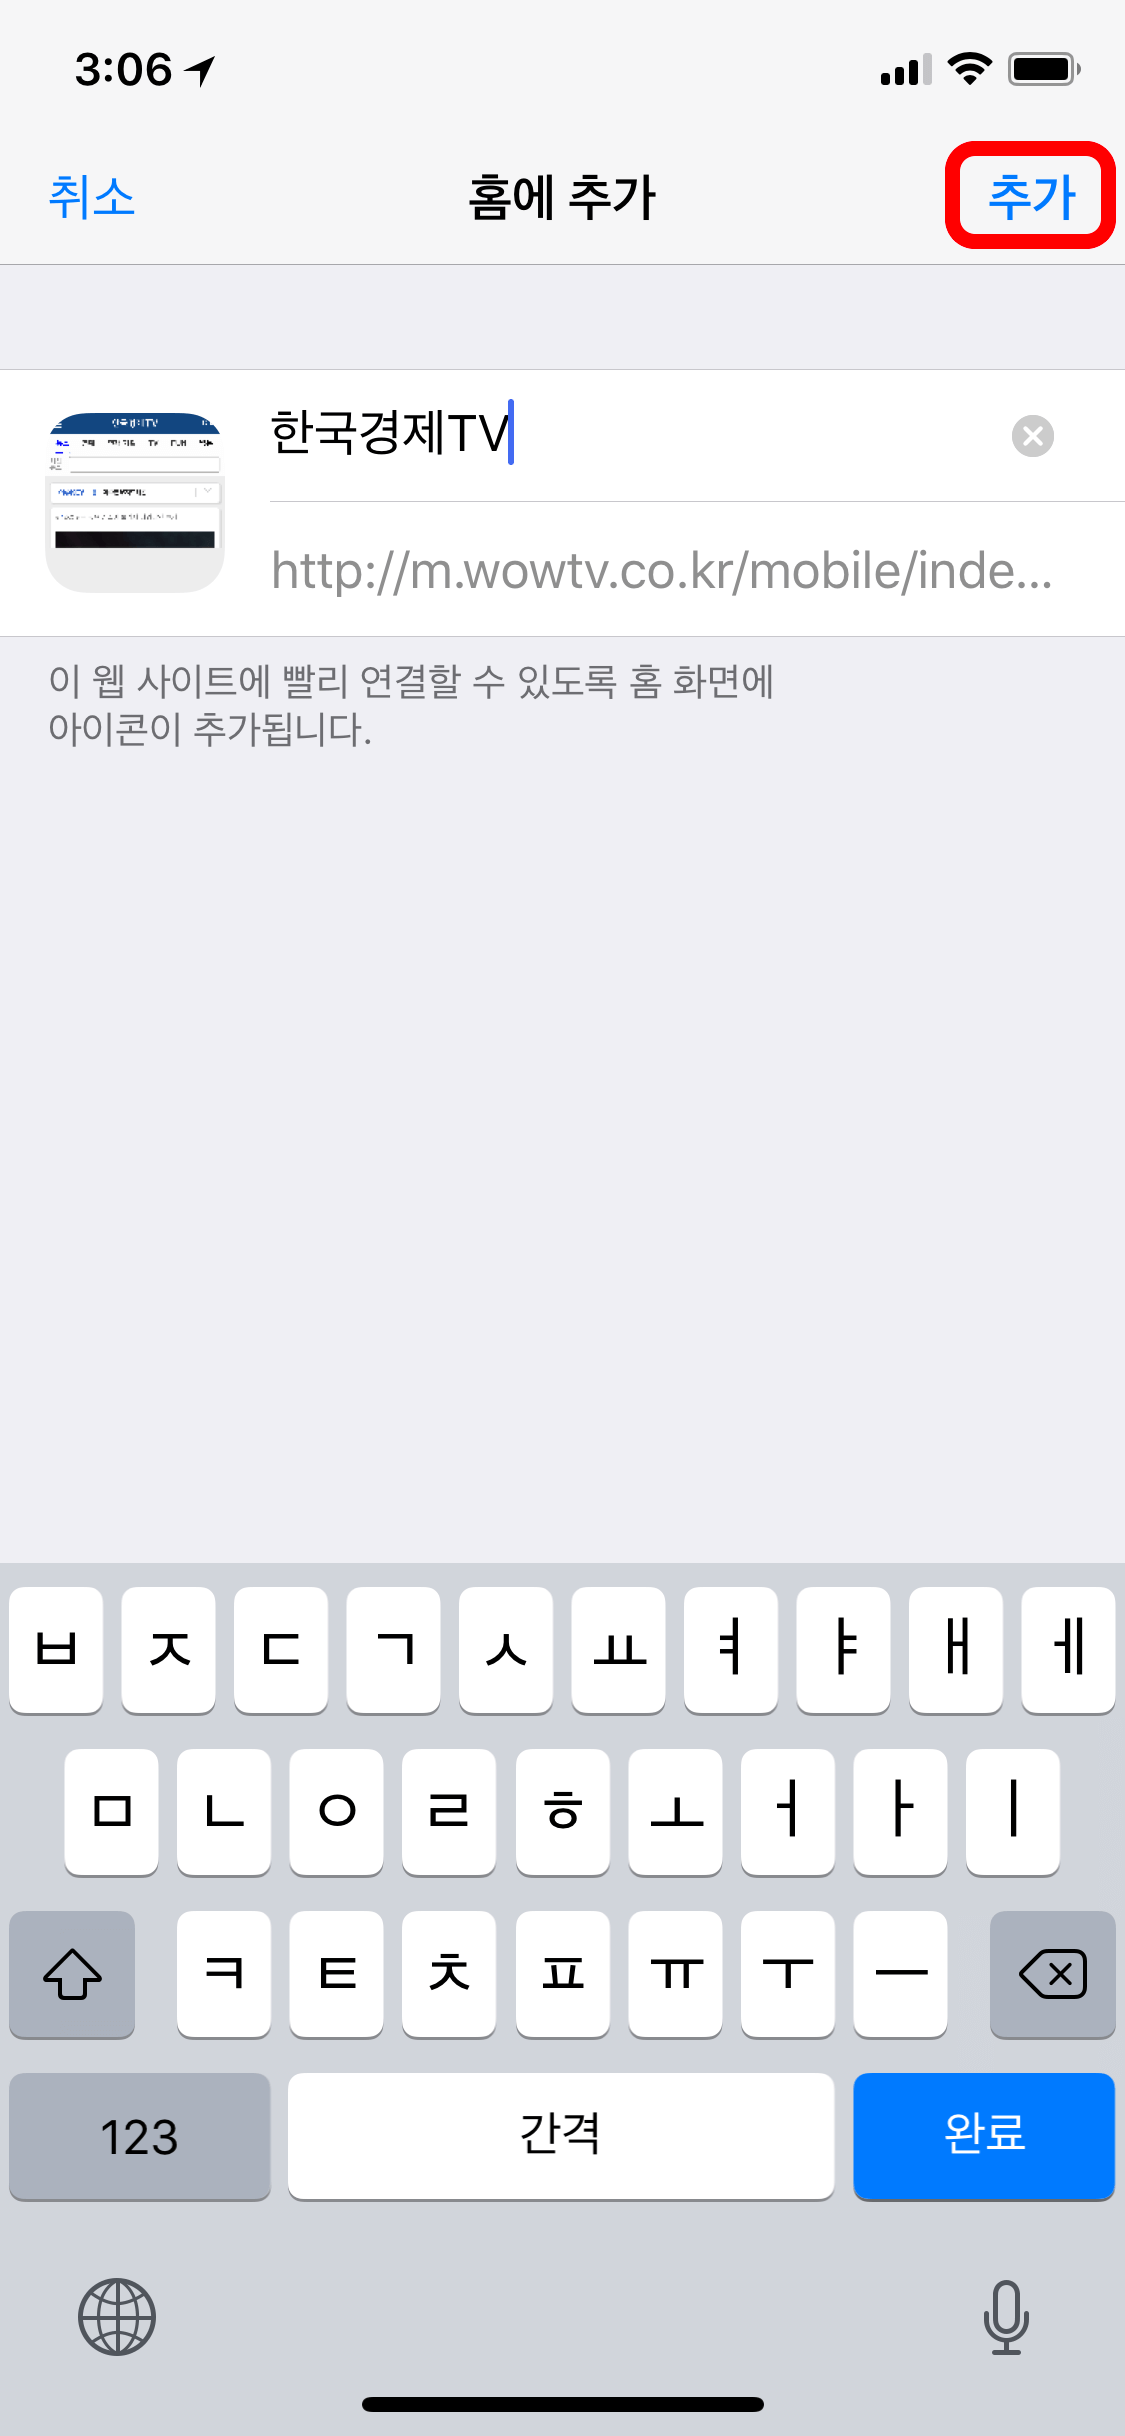 3:06
취소
홈에 추가
추가
한국경제TV
http://m.wowtv.co.kr/mobile/inde...
이 웹 사이트에 빨리 연결할 수 있도록 홈 화면에
아이콘이 추가됩니다.
ㅂ ㅈ ㄷ ㄱ ㅅ ㅛ ㅕ ㅑ ㅐ ㅔ
ㅁ ㄴ ㅇ ㄹ ㅎ ㅗ ㅓ ㅏ ㅣ
ㅋ ㅌ ㅊ ㅍ ㅠ ㅜ ㅡ
123 간격 완료